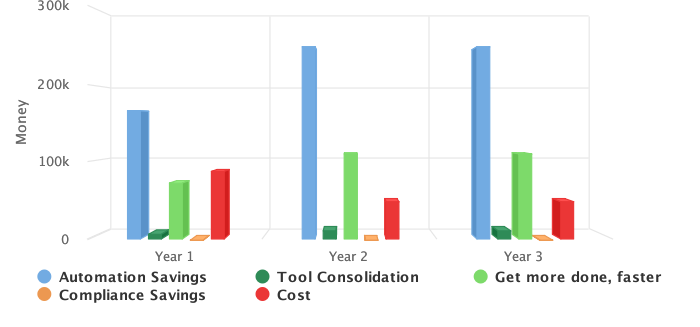 300k
200k
100k
0
Money
Year 1
Year 2
Year 3
Automation Savings
Tool Consolidation
Get more done, faster
Compliance Savings
Cost